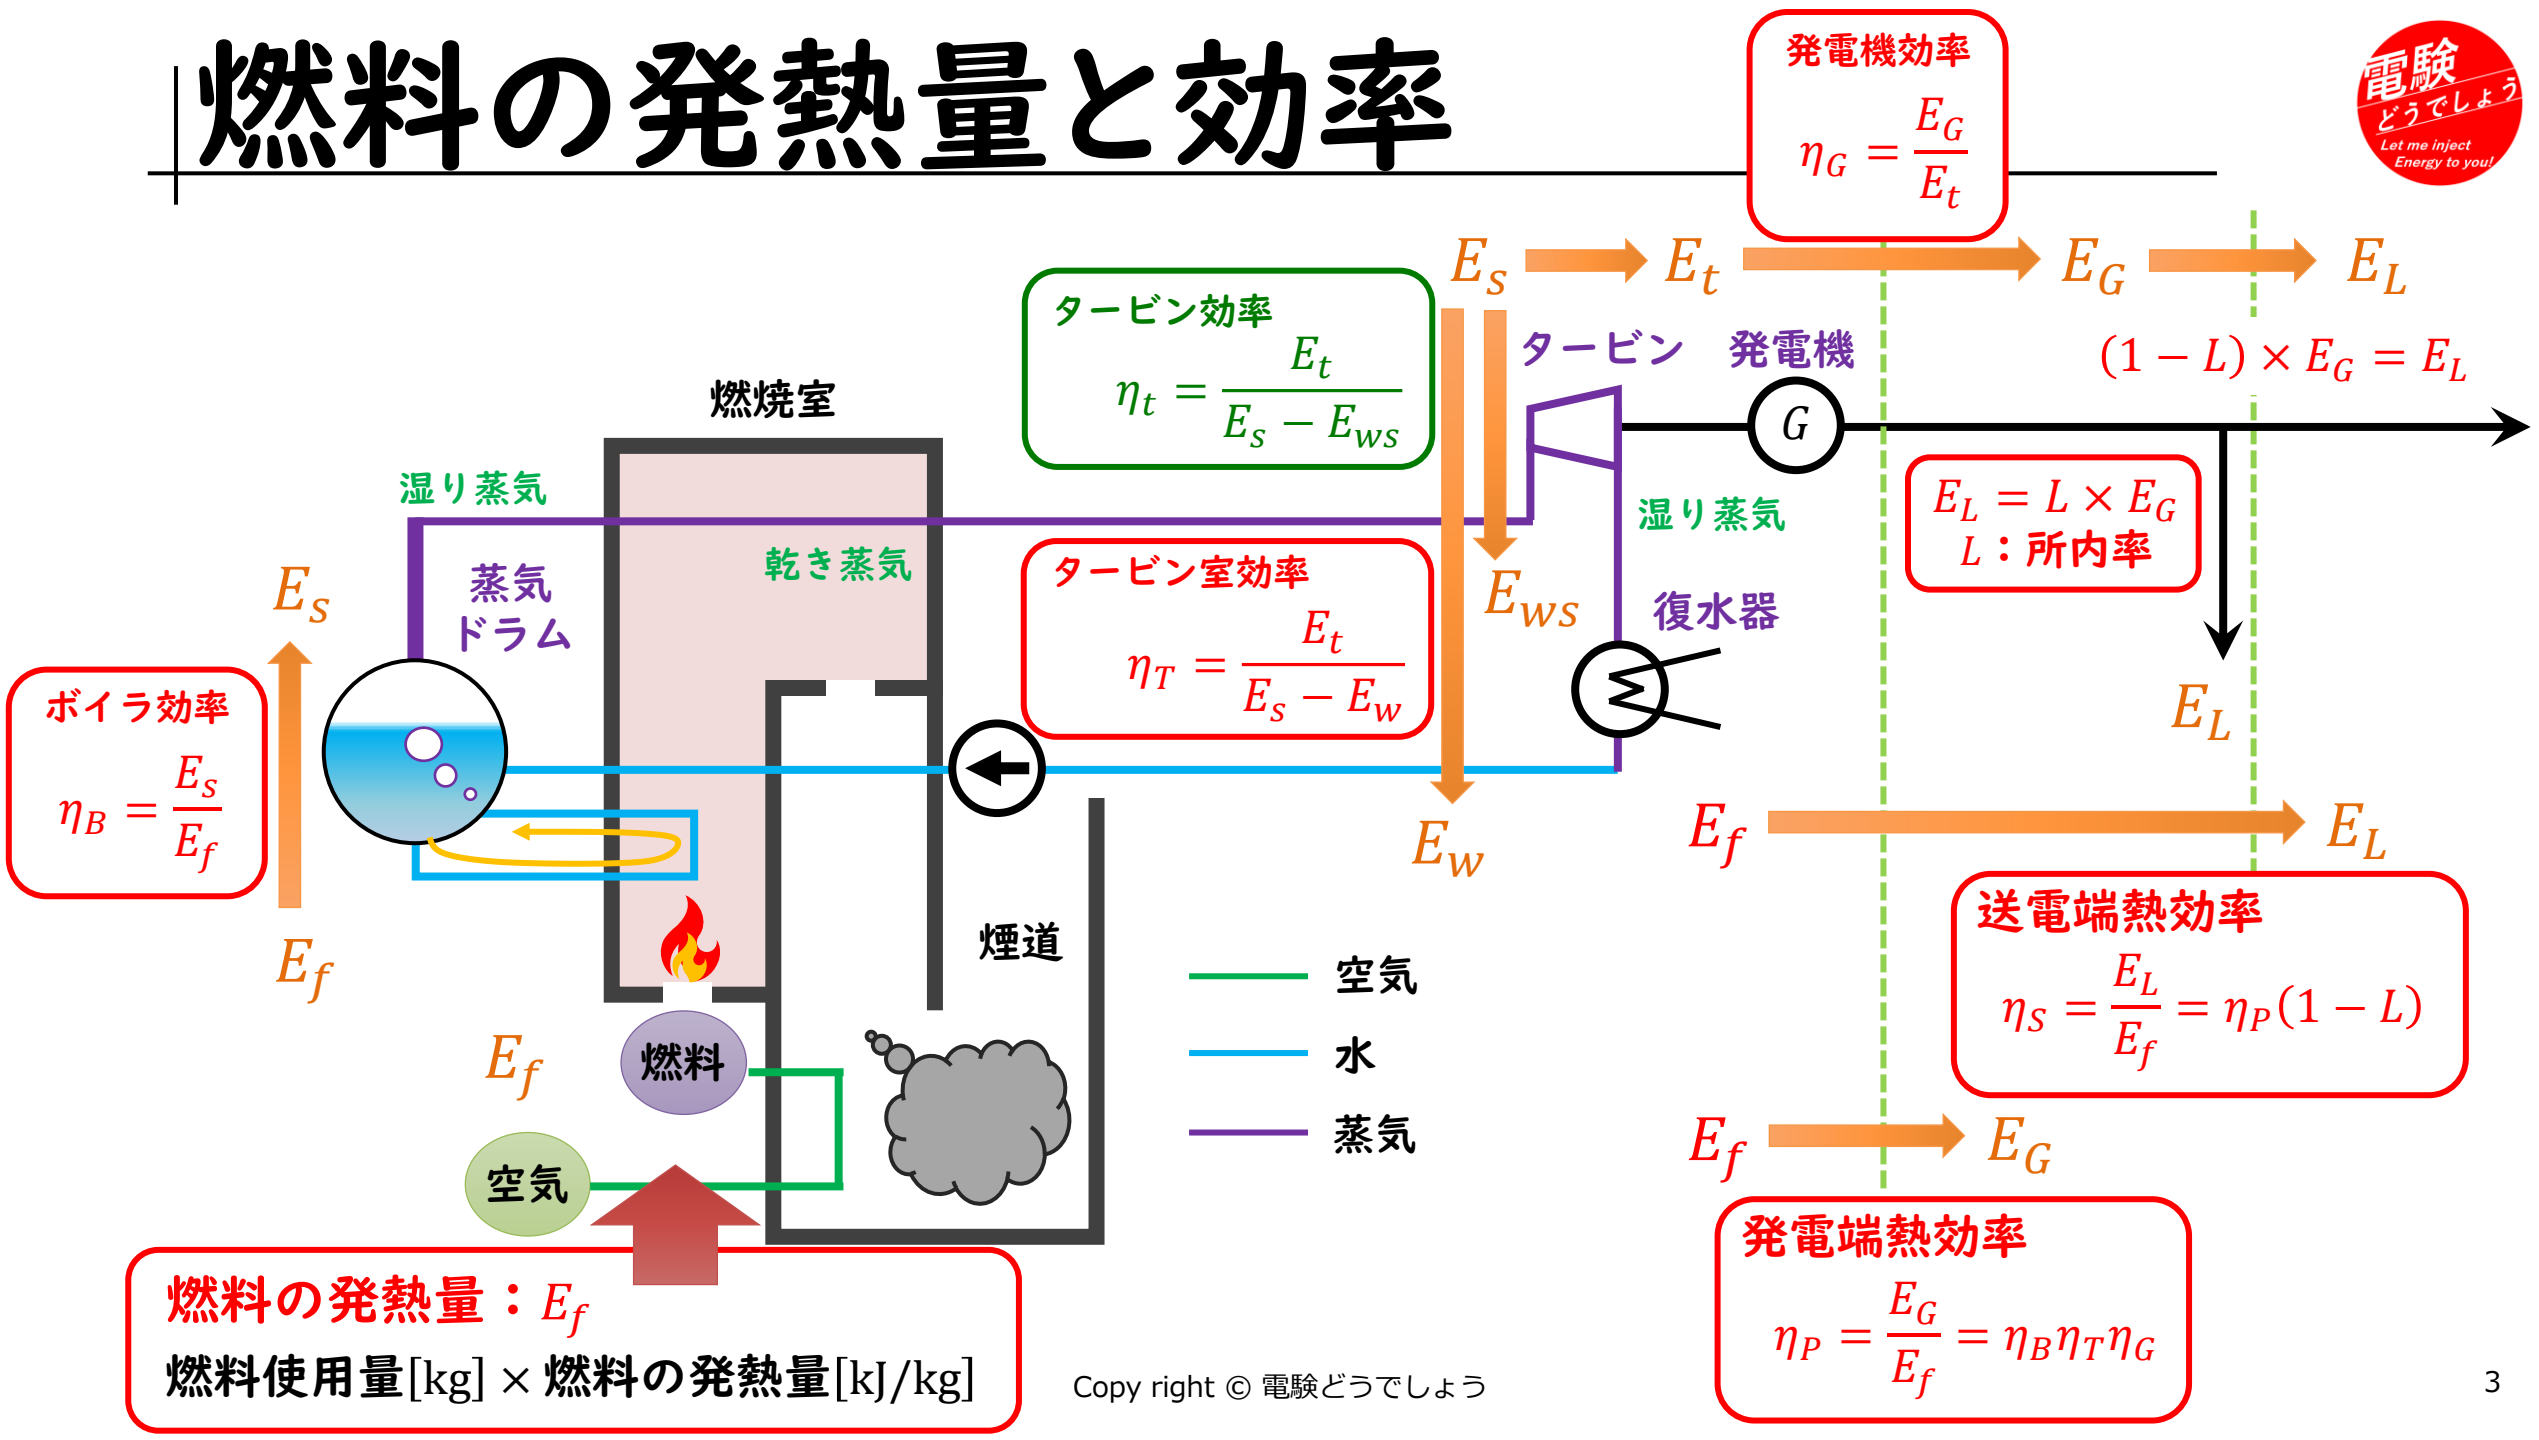 燃料の発熱量と効率
電験
どうでしょう
Let me inject
Energy to you!
発電機効率
η_G = E_G / E_t
E_s
E_t
E_G
E_L
タービン効率
η_t = E_t / (E_s − E_ws)
タービン
発電機
(1 − L) × E_G = E_L
G
燃焼室
湿り蒸気
乾き蒸気
蒸気
ドラム
E_s
タービン室効率
η_T = E_t / (E_s − E_w)
E_ws
湿り蒸気
復水器
E_L = L × E_G
L：所内率
E_L
ボイラ効率
η_B = E_s / E_f
E_f
E_w
E_f
E_L
送電端熱効率
η_S = E_L / E_f = η_P(1 − L)
煙道
空気
水
蒸気
E_f
燃料
空気
E_f
E_G
発電端熱効率
η_P = E_G / E_f = η_Bη_Tη_G
燃料の発熱量：E_f
燃料使用量[kg] × 燃料の発熱量[kJ/kg]
Copy right © 電験どうでしょう
3